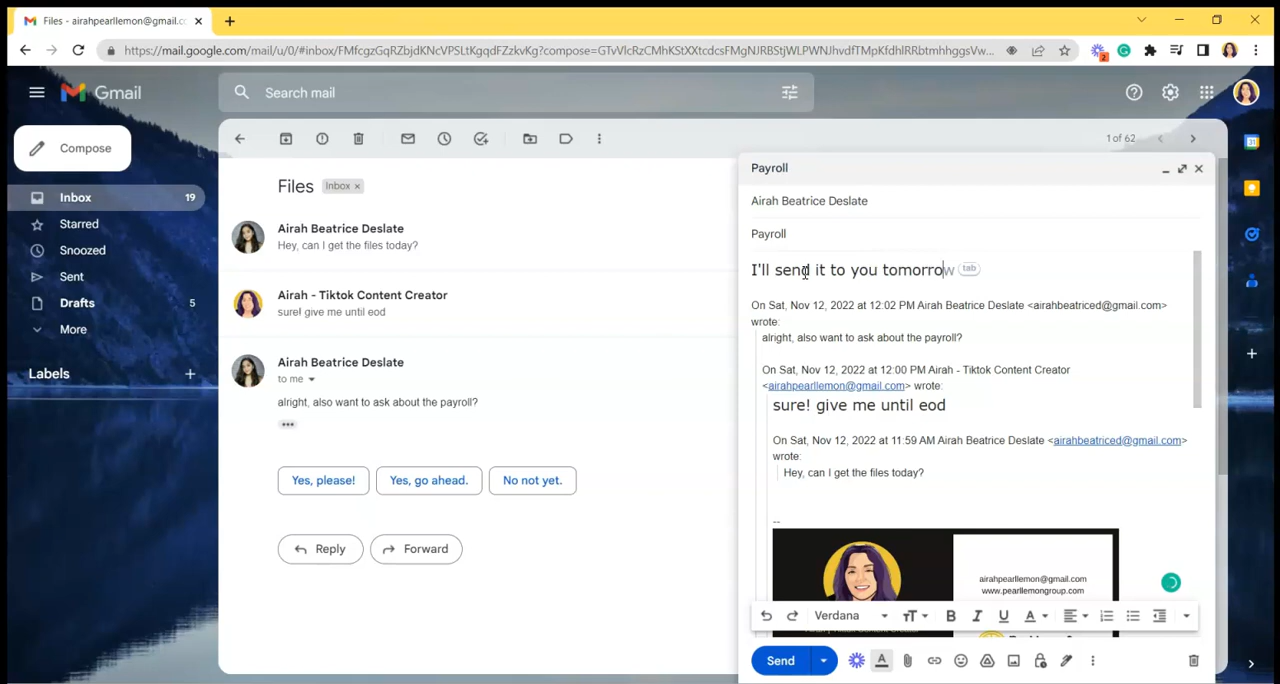 Files - airahpearllemon@gmail.co
https://mail.google.com/mail/u/0/#inbox/FMfcgzGqRZbjdKNcVPSLtKgqdFZzkvKg?compose=GTvVlcRzCMhKStXXtcdcsFMgNJRBStjWLPWNJhvdfTMpKfdhlRRbtmhhggsVw...
2
Gmail
Search mail
Compose
1 of 62
Inbox 19
Starred
Snoozed
Sent
Drafts 5
More
Labels
31
Files Inbox ×
Airah Beatrice Deslate
Hey, can I get the files today?
Airah - Tiktok Content Creator
sure! give me until eod
Airah Beatrice Deslate
to me
alright, also want to ask about the payroll?
Yes, please! Yes, go ahead. No not yet.
Reply Forward
Payroll
Airah Beatrice Deslate
Payroll
I'll send it to you tomorrow tab
On Sat, Nov 12, 2022 at 12:02 PM Airah Beatrice Deslate <airahbeatriced@gmail.com>
wrote:
alright, also want to ask about the payroll?
On Sat, Nov 12, 2022 at 12:00 PM Airah - Tiktok Content Creator
<airahpearllemon@gmail.com> wrote:
sure! give me until eod
On Sat, Nov 12, 2022 at 11:59 AM Airah Beatrice Deslate <airahbeatriced@gmail.com>
wrote:
Hey, can I get the files today?
--
airahpearllemon@gmail.com
www.pearllemongroup.com
Verdana
Send